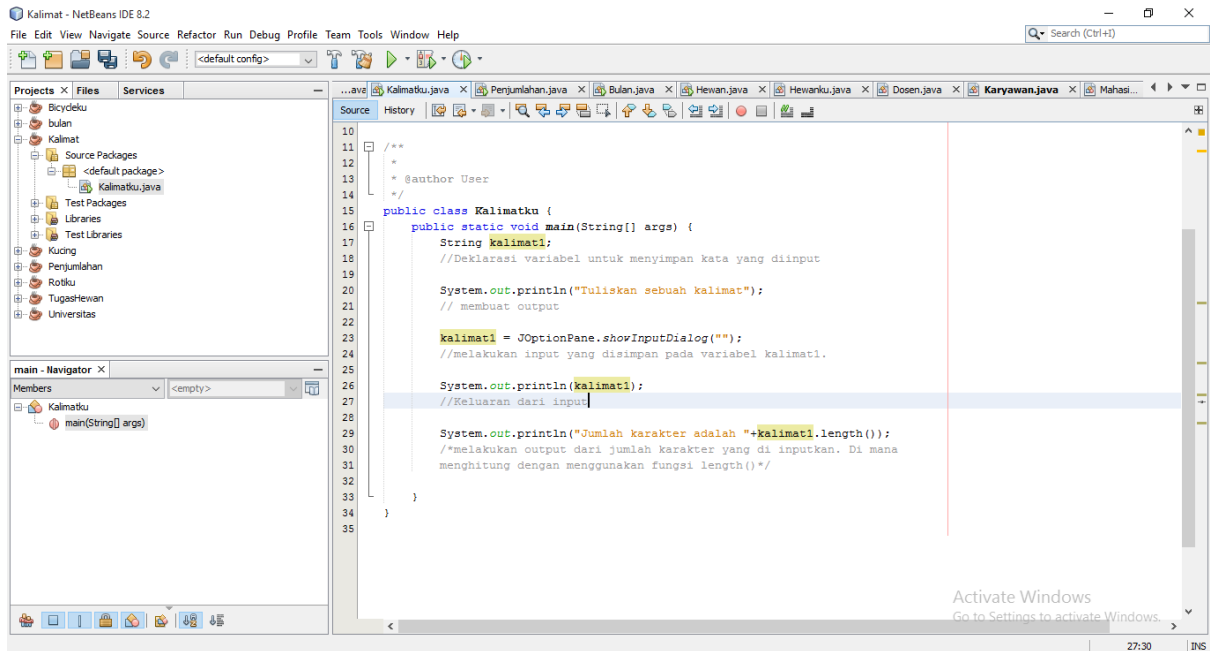 Kalimat - NetBeans IDE 8.2
File Edit View Navigate Source Refactor Run Debug Profile Team Tools Window Help
Search (Ctrl+I)
<default config>
Projects Files Services
Bicycleku
bulan
Kalimat
Source Packages
<default package>
Kalimatku.java
Test Packages
Libraries
Test Libraries
Kucing
Penjumlahan
Rotiku
TugasHewan
Universitas
main - Navigator
Members <empty>
Kalimatku
main(String[] args)
...ava Kalimatku.java Penjumlahan.java Bulan.java Hewan.java Hewanku.java Dosen.java Karyawan.java Mahasi...
Source History
10
11 /**
12 *
13 * @author User
14 */
15 public class Kalimatku {
16 public static void main(String[] args) {
17 String kalimat1;
18 //Deklarasi variabel untuk menyimpan kata yang diinput
19
20 System.out.println("Tuliskan sebuah kalimat");
21 // membuat output
22
23 kalimat1 = JOptionPane.showInputDialog("");
24 //melakukan input yang disimpan pada variabel kalimat1.
25
26 System.out.println(kalimat1);
27 //Keluaran dari input
28
29 System.out.println("Jumlah karakter adalah "+kalimat1.length());
30 /*melakukan output dari jumlah karakter yang di inputkan. Di mana
31 menghitung dengan menggunakan fungsi length()*/
32
33 }
34 }
35
Activate Windows
Go to Settings to activate Windows.
27:30 INS